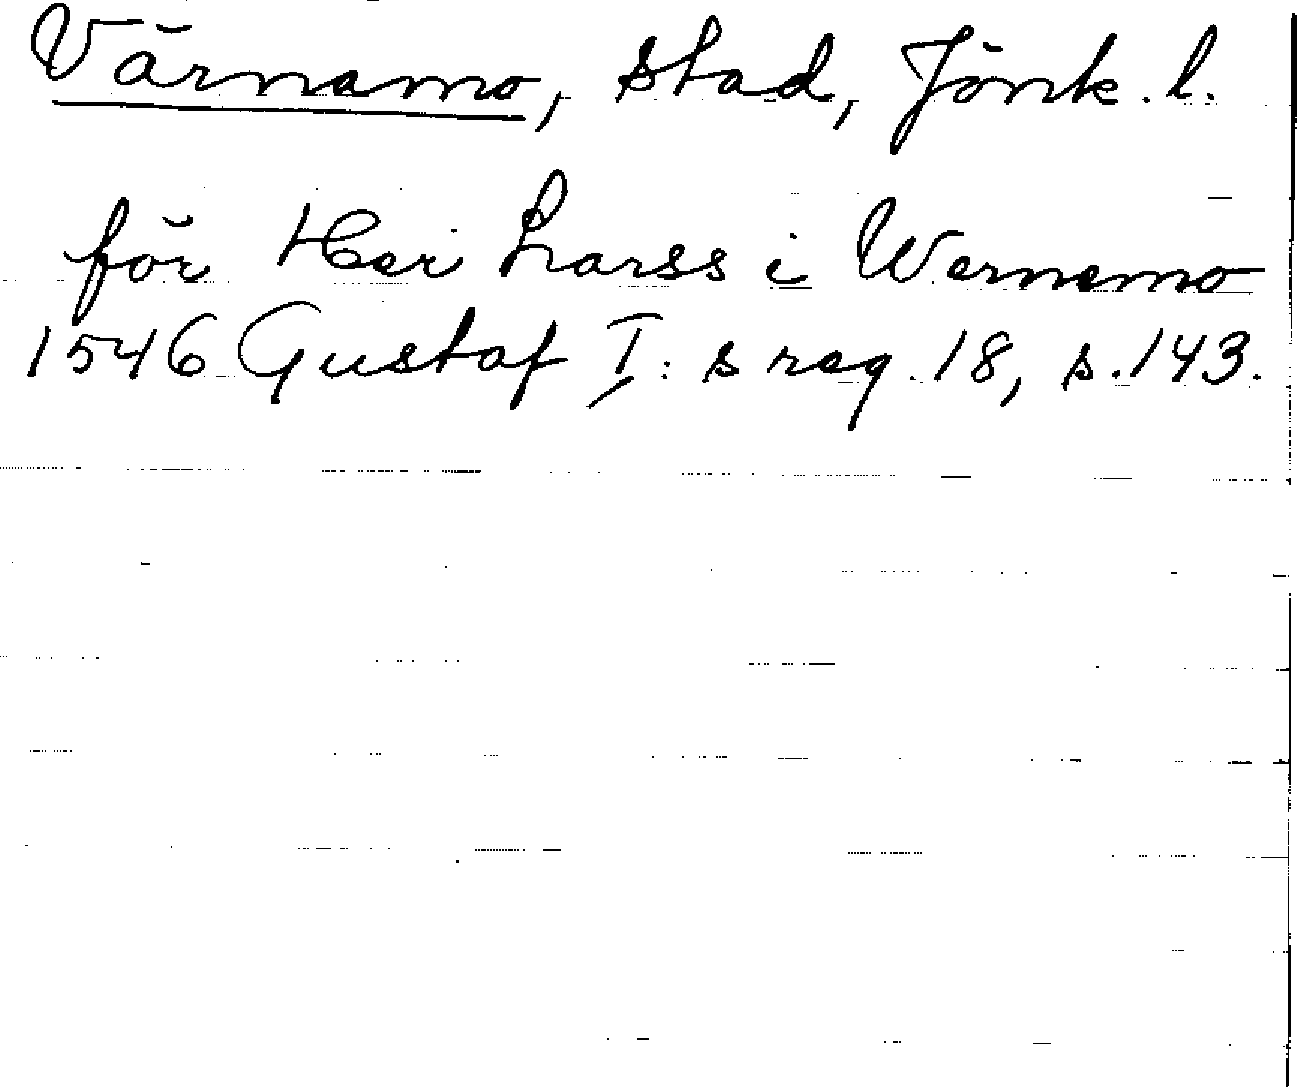 Värnamo, stad, Jönk. l.
för Her Larss i Wernemo
1546 Gustaf I: s reg. 18, s. 143.